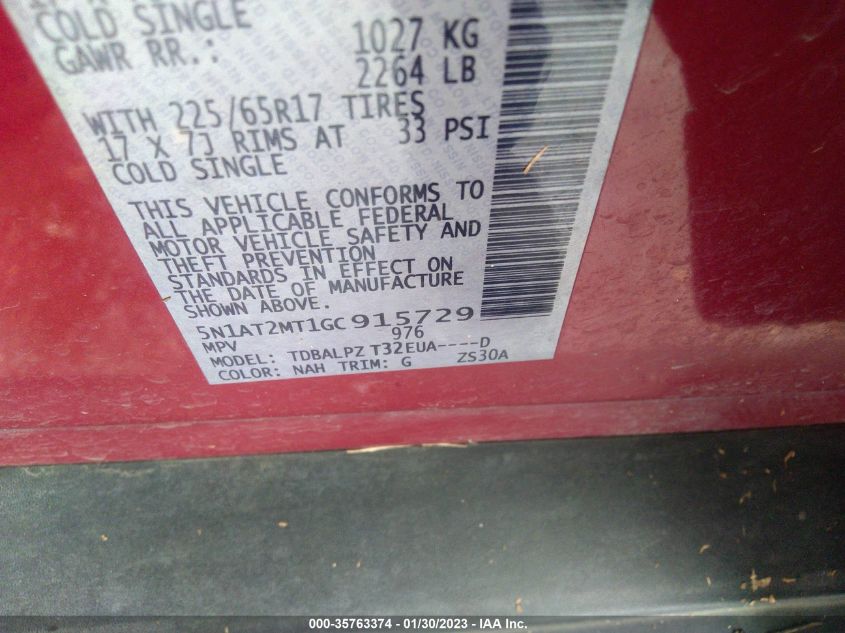 COLD SINGLE
GAWR RR.: 1027 KG
2264 LB
WITH 225/65R17 TIRES
17 X 7J RIMS AT 33 PSI
COLD SINGLE
THIS VEHICLE CONFORMS TO
ALL APPLICABLE FEDERAL
MOTOR VEHICLE SAFETY AND
THEFT PREVENTION
STANDARDS IN EFFECT ON
THE DATE OF MANUFACTURE
SHOWN ABOVE.
5N1AT2MT1GC915729
MPV 976
MODEL: TDBALPZ T32EUA----D
COLOR: NAH TRIM: G ZS30A
000-35763374 - 01/30/2023 - IAA Inc.